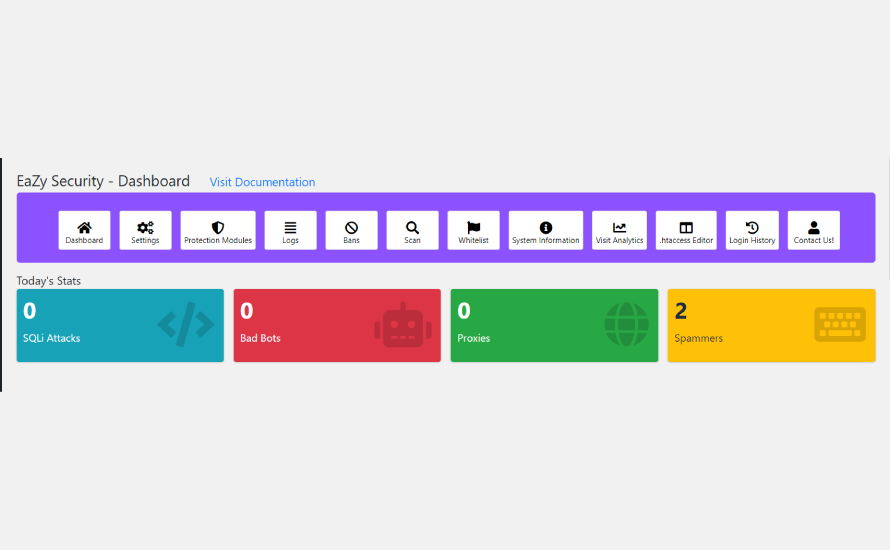 EaZy Security - Dashboard Visit Documentation
Dashboard Settings Protection Modules Logs Bans Scan Whitelist System Information Visit Analytics .htaccess Editor Login History Contact Us!
Today's Stats
0 0 0 2
SQLi Attacks Bad Bots Proxies Spammers